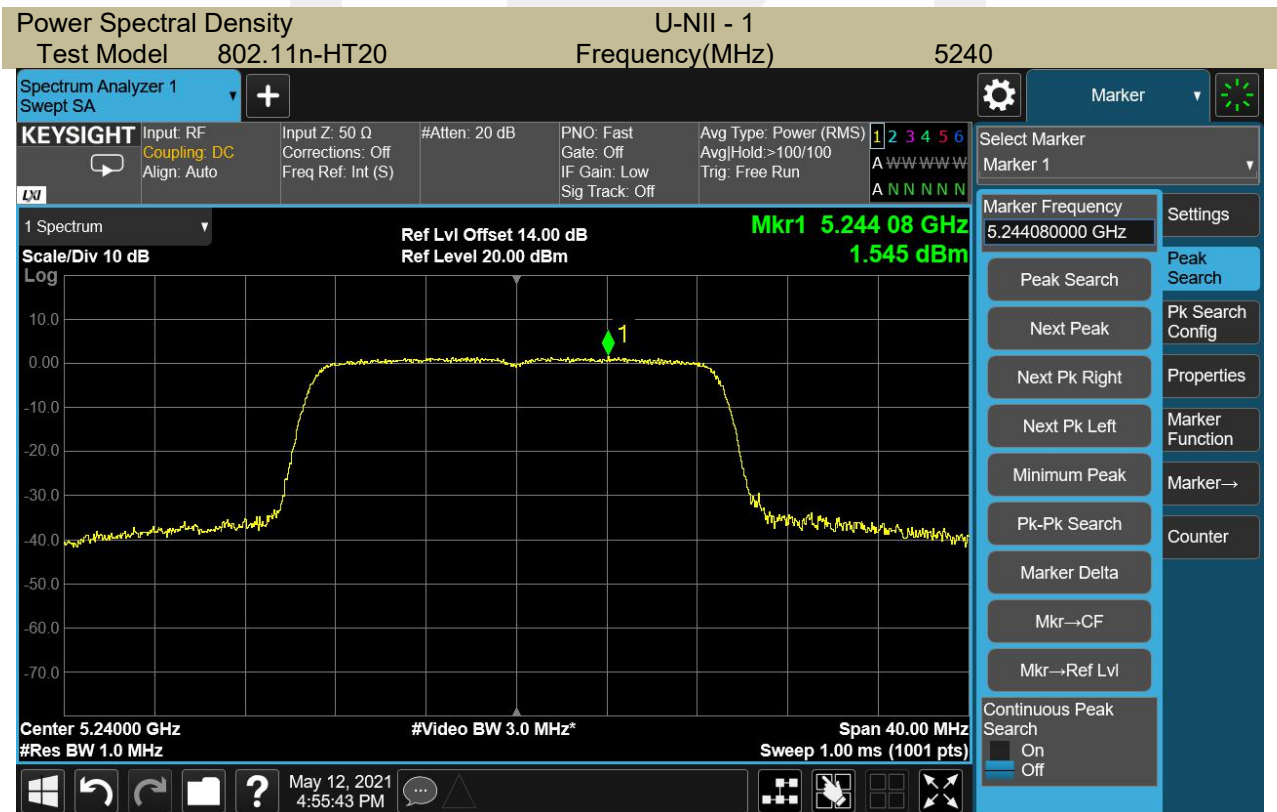 Power Spectral Density U-NII - 1
Test Model 802.11n-HT20 Frequency(MHz) 5240
Spectrum Analyzer 1
Swept SA
+
Marker
KEYSIGHT
LXI
Input: RF
Coupling: DC
Align: Auto
Input Z: 50 Ω
Corrections: Off
Freq Ref: Int (S)
#Atten: 20 dB
PNO: Fast
Gate: Off
IF Gain: Low
Sig Track: Off
Avg Type: Power (RMS)
Avg|Hold:>100/100
Trig: Free Run
1 2 3 4 5 6
A W W W W W
A N N N N N
Select Marker
Marker 1
1 Spectrum
Scale/Div 10 dB
Log
Ref Lvl Offset 14.00 dB
Ref Level 20.00 dBm
Mkr1 5.244 08 GHz
1.545 dBm
10.0
0.00
-10.0
-20.0
-30.0
-40.0
-50.0
-60.0
-70.0
1
Center 5.24000 GHz
#Res BW 1.0 MHz
#Video BW 3.0 MHz*
Span 40.00 MHz
Sweep 1.00 ms (1001 pts)
Marker Frequency
5.244080000 GHz
Peak Search
Next Peak
Next Pk Right
Next Pk Left
Minimum Peak
Pk-Pk Search
Marker Delta
Mkr→CF
Mkr→Ref Lvl
Continuous Peak
Search
On
Off
Settings
Peak
Search
Pk Search
Config
Properties
Marker
Function
Marker→
Counter
?
May 12, 2021
4:55:43 PM